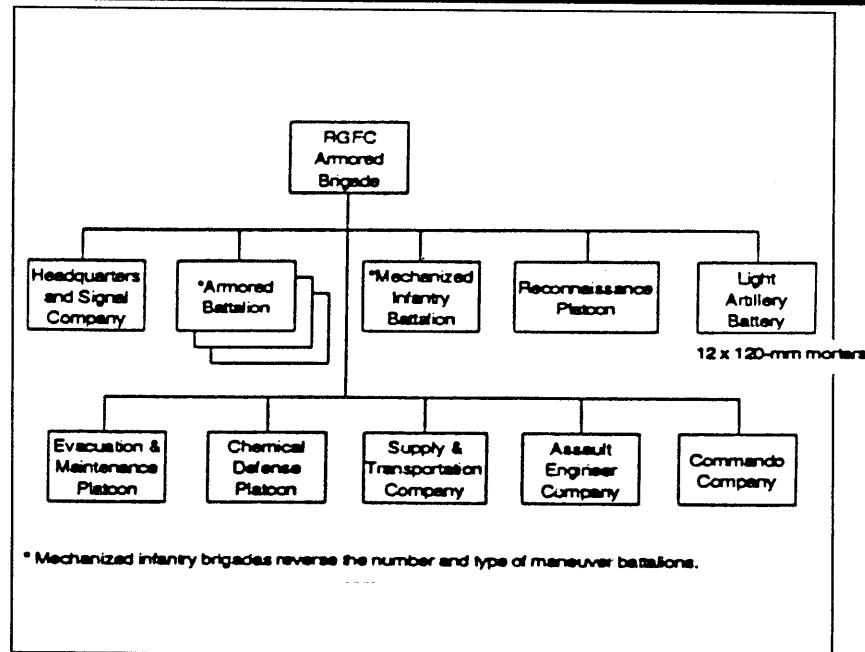 RGFC
Armored
Brigade
Headquarters
and Signal
Company
*Armored
Battalion
*Mechanized
Infantry
Battalion
Reconnaissance
Platoon
Light
Artillery
Battery
12 x 120-mm mortars
Evacuation &
Maintenance
Platoon
Chemical
Defense
Platoon
Supply &
Transportation
Company
Assault
Engineer
Company
Commando
Company
* Mechanized infantry brigades reverse the number and type of maneuver battalions.